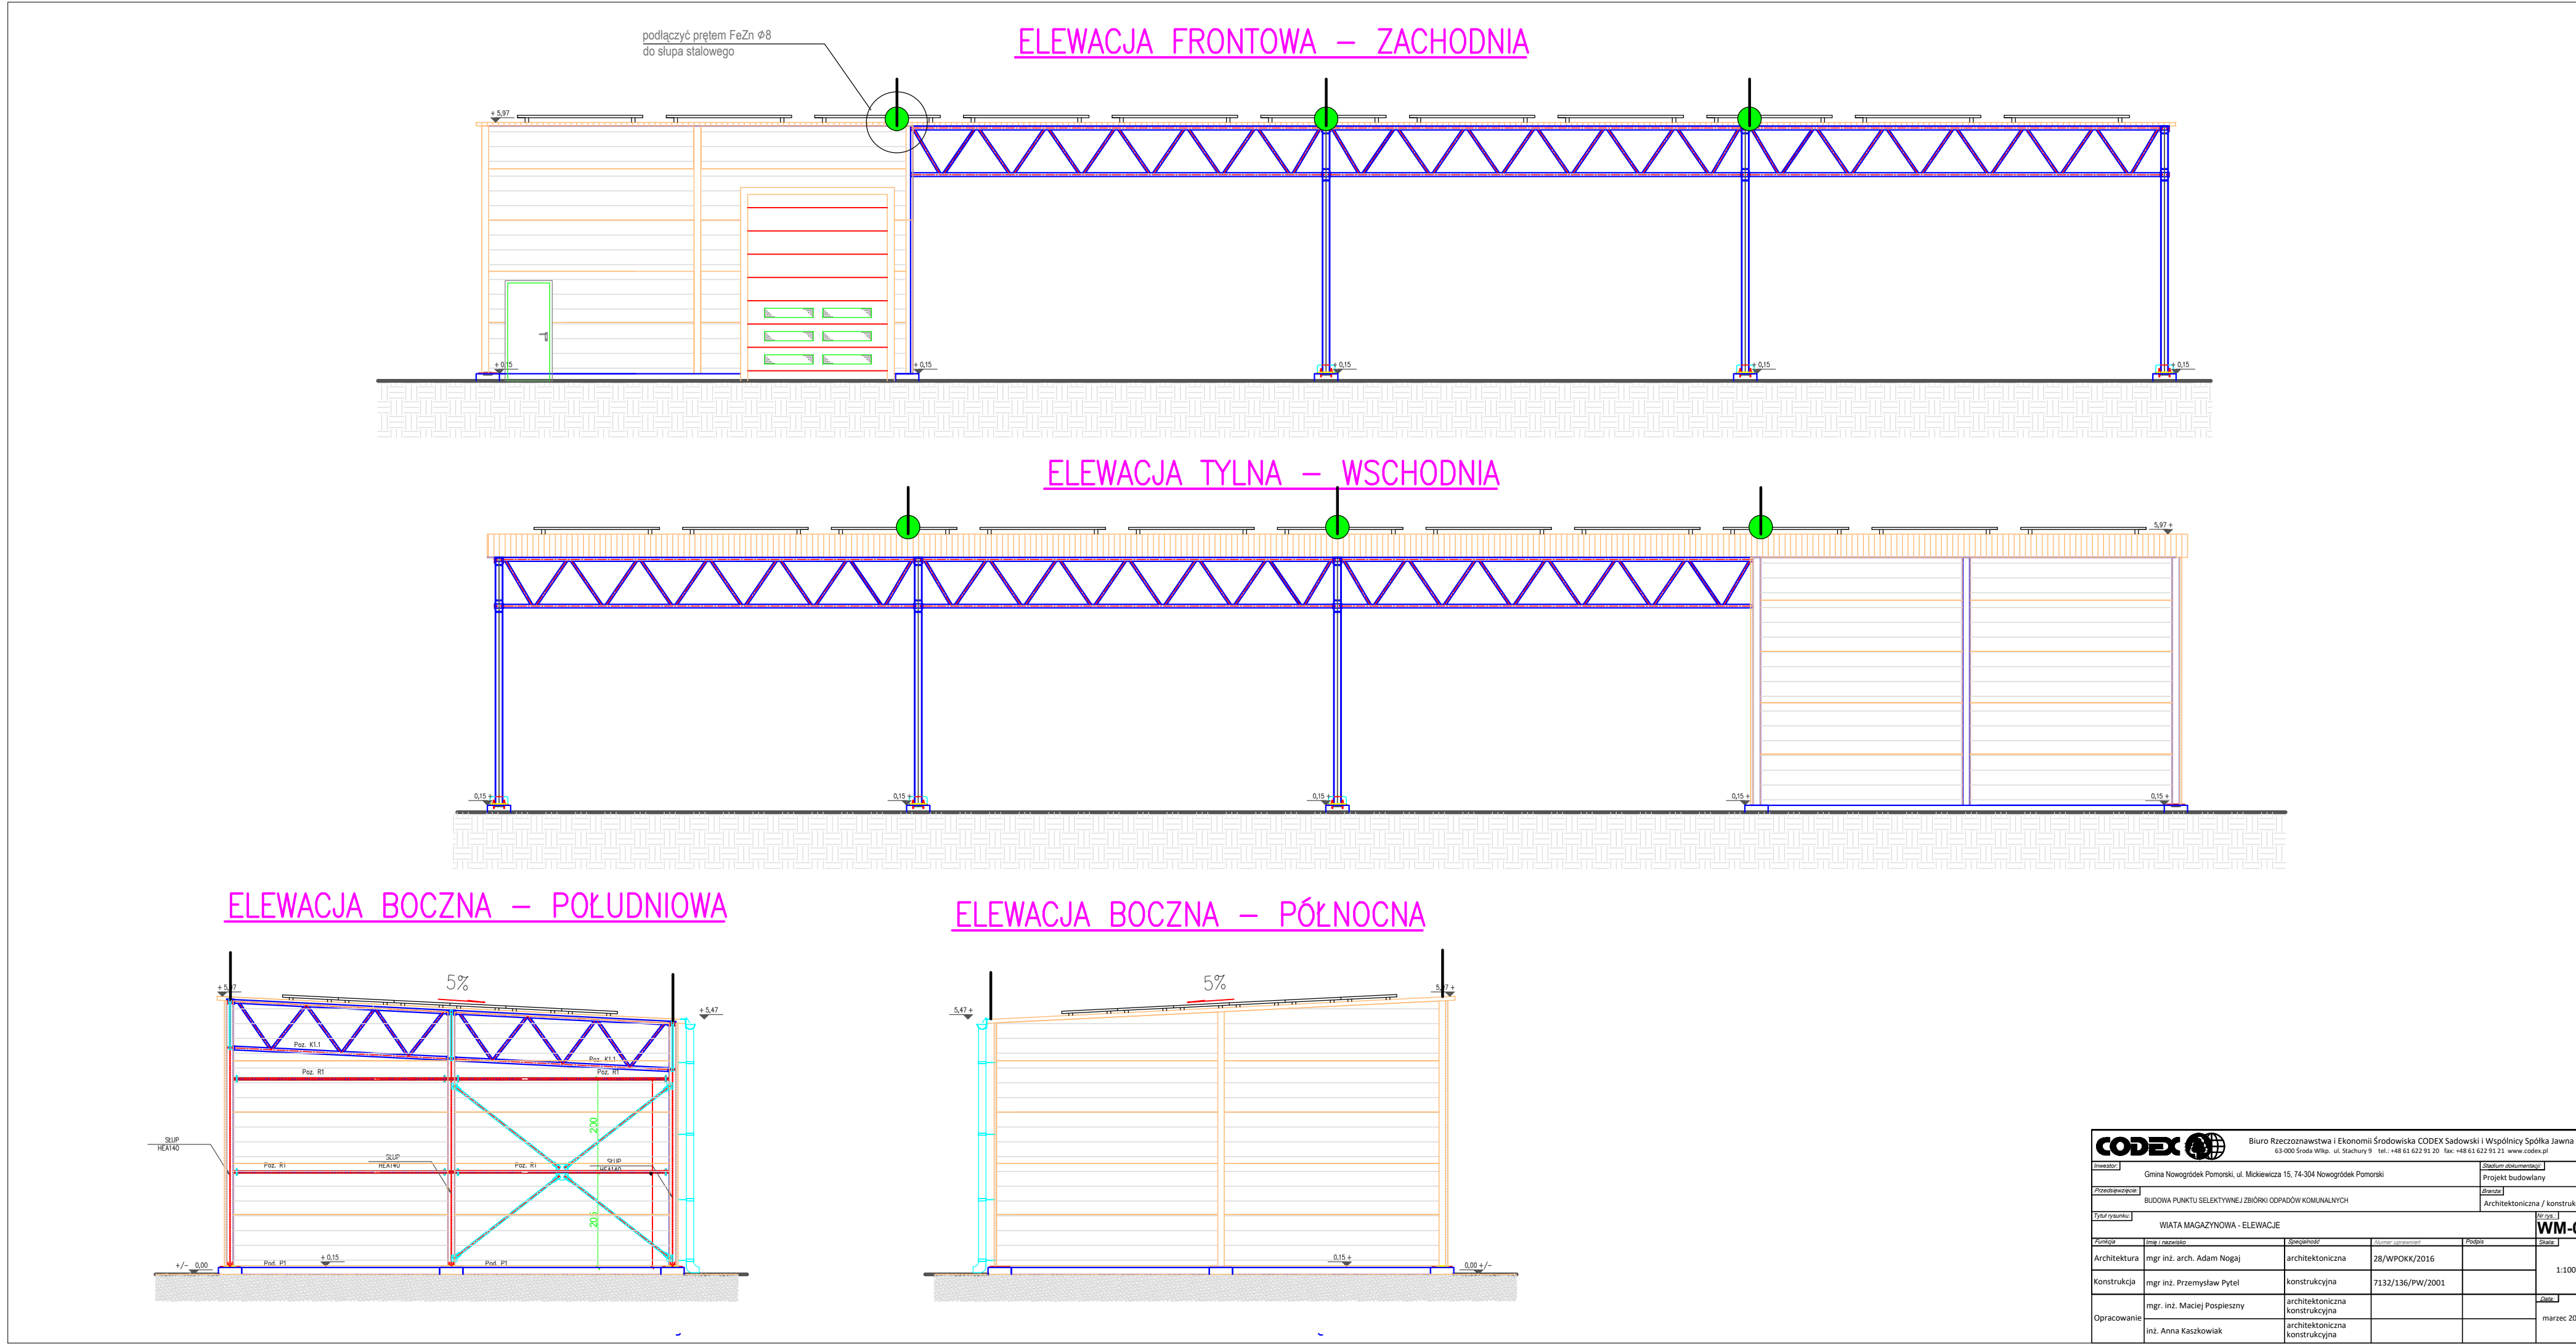 ELEWACJA FRONTOWA – ZACHODNIA
podłączyć prętem FeZn ⌀8
do słupa stalowego
+ 5,97
+ 0,15
+ 0,15
+ 0,15
+ 0,15
+ 0,15
ELEWACJA TYLNA – WSCHODNIA
5,97 +
0,15 +
0,15 +
0,15 +
0,15 +
0,15 +
ELEWACJA BOCZNA – POŁUDNIOWA
5%
+ 5,97
+ 5,47
Poz. K1.1
Poz. K1.1
Poz. R1
Poz. R1
200
SŁUP
HEA140
Poz. R1
SŁUP
HEA140
Poz. R1
SŁUP
HEA140
205
+/- 0,00
+ 0,15
Pod. P1
Pod. P1
ELEWACJA BOCZNA – PÓŁNOCNA
5%
5,47 +
5,97 +
0,15 +
0,00 +/-
CODEX
Biuro Rzeczoznawstwa i Ekonomii Środowiska CODEX Sadowski i Wspólnicy Spółka Jawna
63-000 Środa Wlkp. ul. Stachury 9 tel.: +48 61 622 91 20 fax: +48 61 622 91 21 www.codex.pl
Inwestor:
Gmina Nowogródek Pomorski, ul. Mickiewicza 15, 74-304 Nowogródek Pomorski
Stadium dokumentacji:
Projekt budowlany
Przedsięwzięcie:
BUDOWA PUNKTU SELEKTYWNEJ ZBIÓRKI ODPADÓW KOMUNALNYCH
Branża:
Architektoniczna / konstruk
Tytuł rysunku:
WIATA MAGAZYNOWA - ELEWACJE
Nr rys.:
WM-0
Funkcja Imię i nazwisko Specjalność Numer uprawnień Podpis Skala:
Architektura mgr inż. arch. Adam Nogaj architektoniczna 28/WPOKK/2016
1:100
Konstrukcja mgr inż. Przemysław Pytel konstrukcyjna 7132/136/PW/2001
Opracowanie
mgr. inż. Maciej Pospieszny
architektoniczna
konstrukcyjna
Data:
marzec 20
inż. Anna Kaszkowiak
architektoniczna
konstrukcyjna